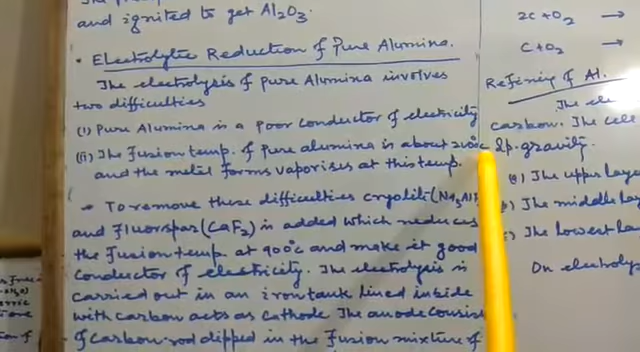 and ignited to get Al2O3.
• Electrolytic Reduction of Pure Alumina.
The electrolysis of pure Alumina involves
two difficulties
(i) Pure Alumina is a poor conductor of electricity
(ii) The fusion temp. of pure alumina is about
and the metal forms vaporises at this temp.
→ To remove these difficulties cryolite (Na3Al
and fluorspar (CaF2) is added which reduces
the fusion temp at 900°C and make it good
conductor of electricity. The electrolysis is
carried out in an iron tank lined inside
with carbon acts as cathode. The anode consist
of carbon-rod dipped in the fusion mixture of
2C + O2 →
C + O2 →
Refining of Al.
The ele
carbon. The cell
sp. gravity.
The upper laye
The middle lay
The lowest la
On electroly